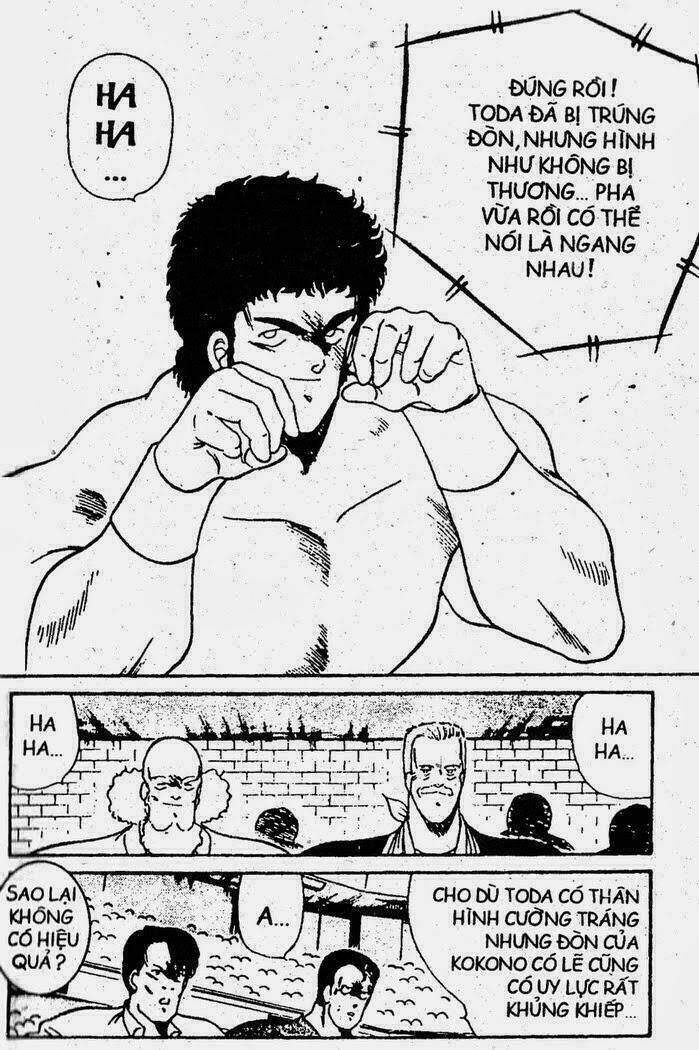 HA
HA
...
ĐÚNG RỒI!
TODA ĐÃ BỊ TRÚNG
ĐÒN, NHƯNG HÌNH
NHƯ KHÔNG BỊ
THƯƠNG... PHA
VỪA RỒI CÓ THỂ
NÓI LÀ NGANG
NHAU!
HA
HA...
HA
HA...
SAO LẠI
KHÔNG
CÓ HIỆU
QUẢ?
A...
CHO DÙ TODA CÓ THÂN
HÌNH CƯỜNG TRÁNG
NHƯNG ĐÒN CỦA
KOKONO CÓ LẼ CŨNG
CÓ UY LỰC RẤT
KHỦNG KHIẾP...